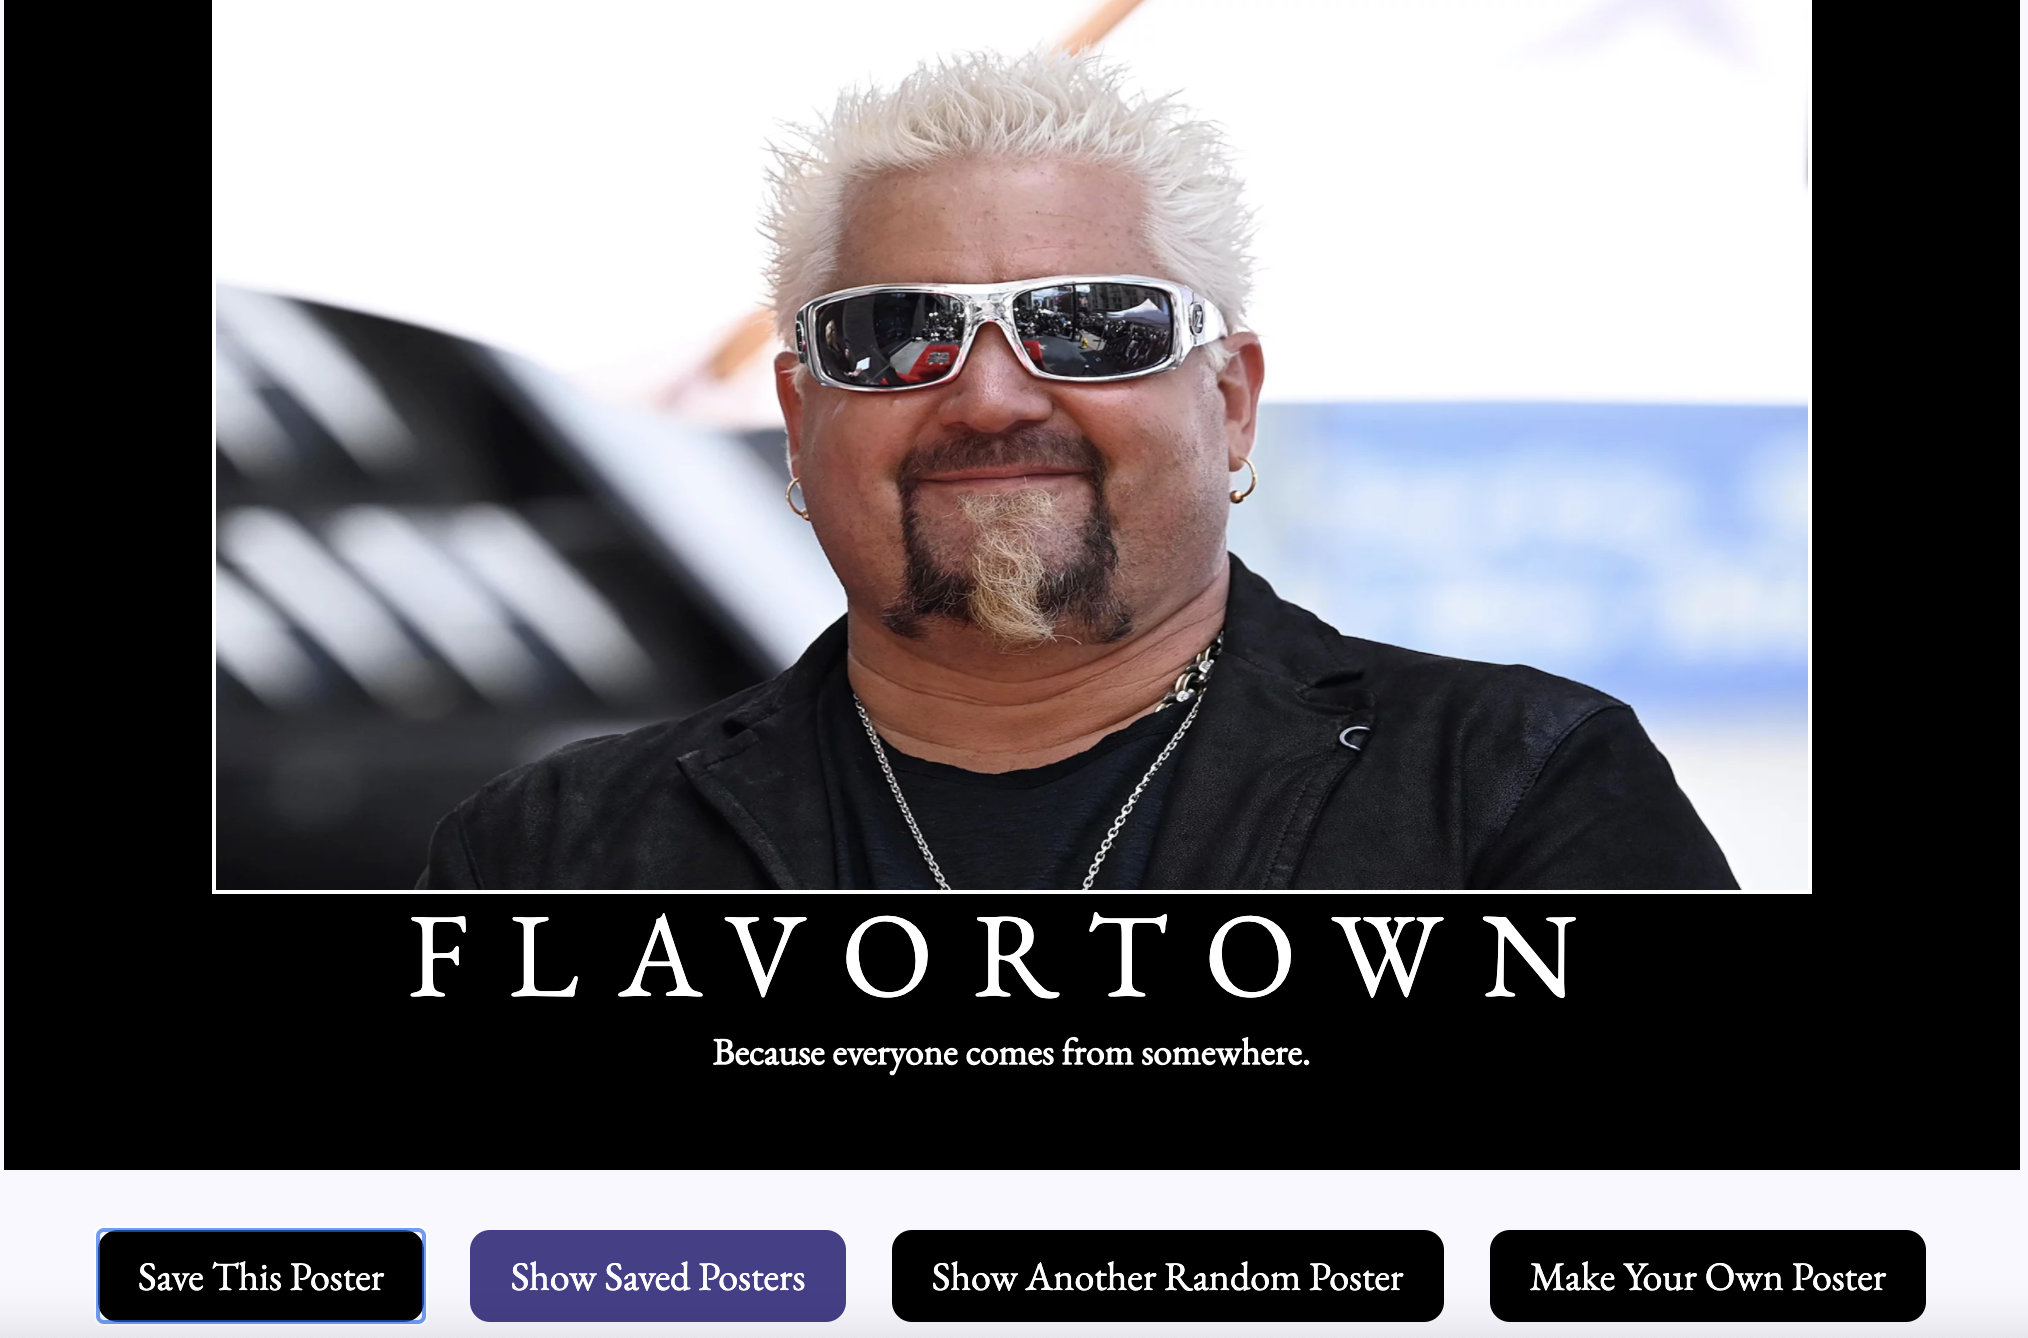 FLAVORTOWN
Because everyone comes from somewhere.
Save This Poster
Show Saved Posters
Show Another Random Poster
Make Your Own Poster